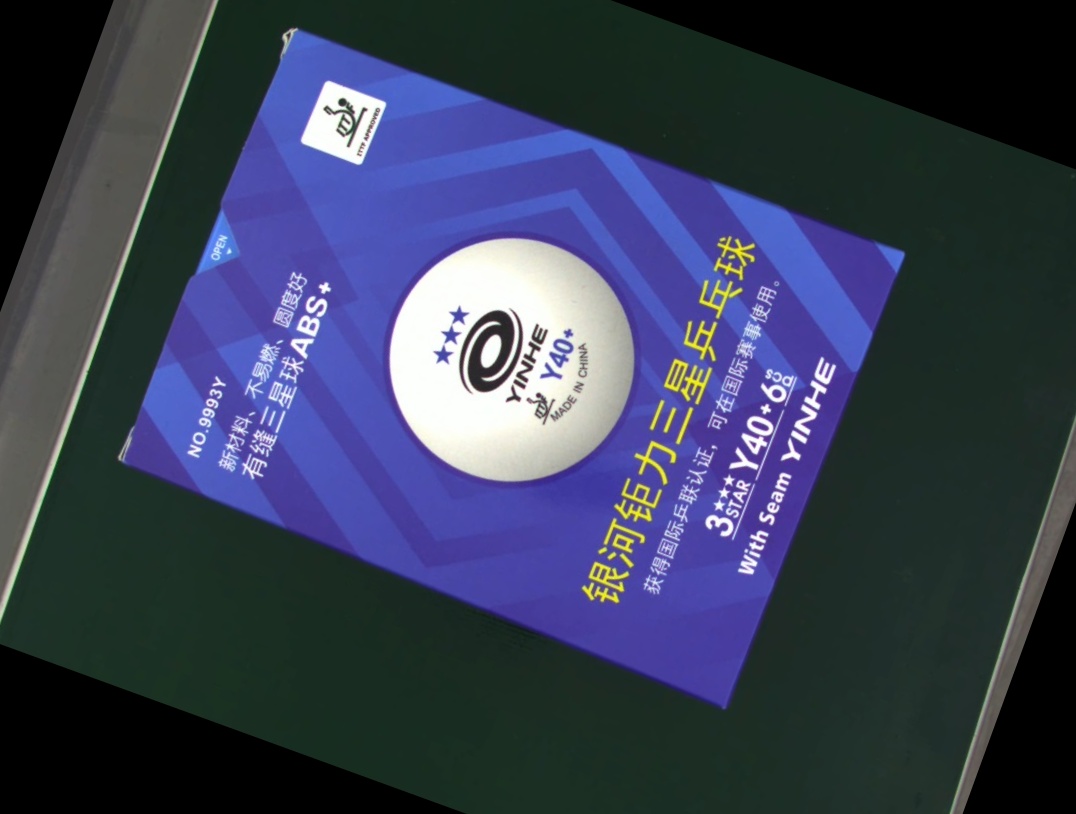 ITTF APPROVED
OPEN
NO.9993Y
新材料、不易燃、圆度好
有缝三星球ABS+
★★★
YINHE
Y40+
MADE IN CHINA
银河钜力三星乒乓球
获得国际乒联认证，可在国际赛事使用。
3★★★STAR Y40+6
With Seam YINHE